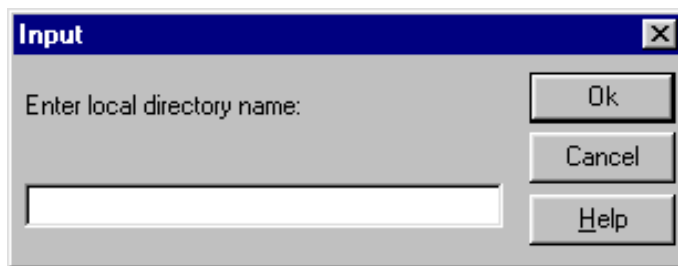 Input
Enter local directory name:
Ok
Cancel
Help